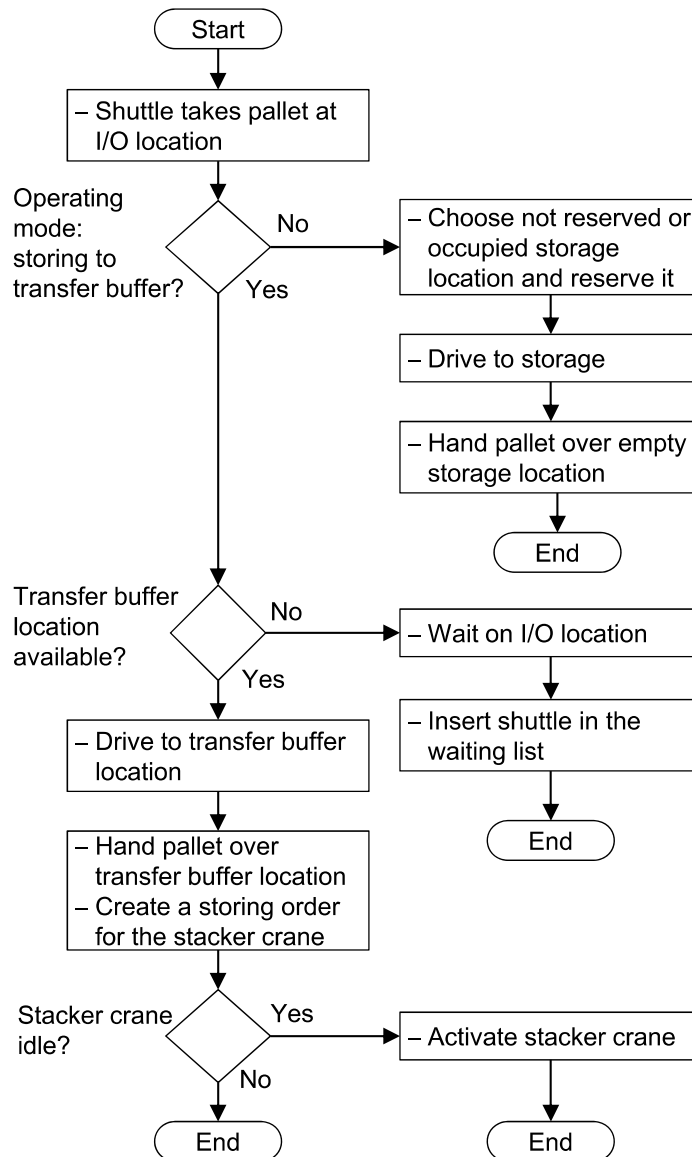 Start
– Shuttle takes pallet at
I/O location
Operating
mode:
storing to
transfer buffer?
No
Yes
– Choose not reserved or
occupied storage
location and reserve it
– Drive to storage
– Hand pallet over empty
storage location
End
Transfer buffer
location
available?
No
Yes
– Wait on I/O location
– Insert shuttle in the
waiting list
End
– Drive to transfer buffer
location
– Hand pallet over
transfer buffer location
– Create a storing order
for the stacker crane
Stacker crane
idle?
Yes
No
– Activate stacker crane
End
End